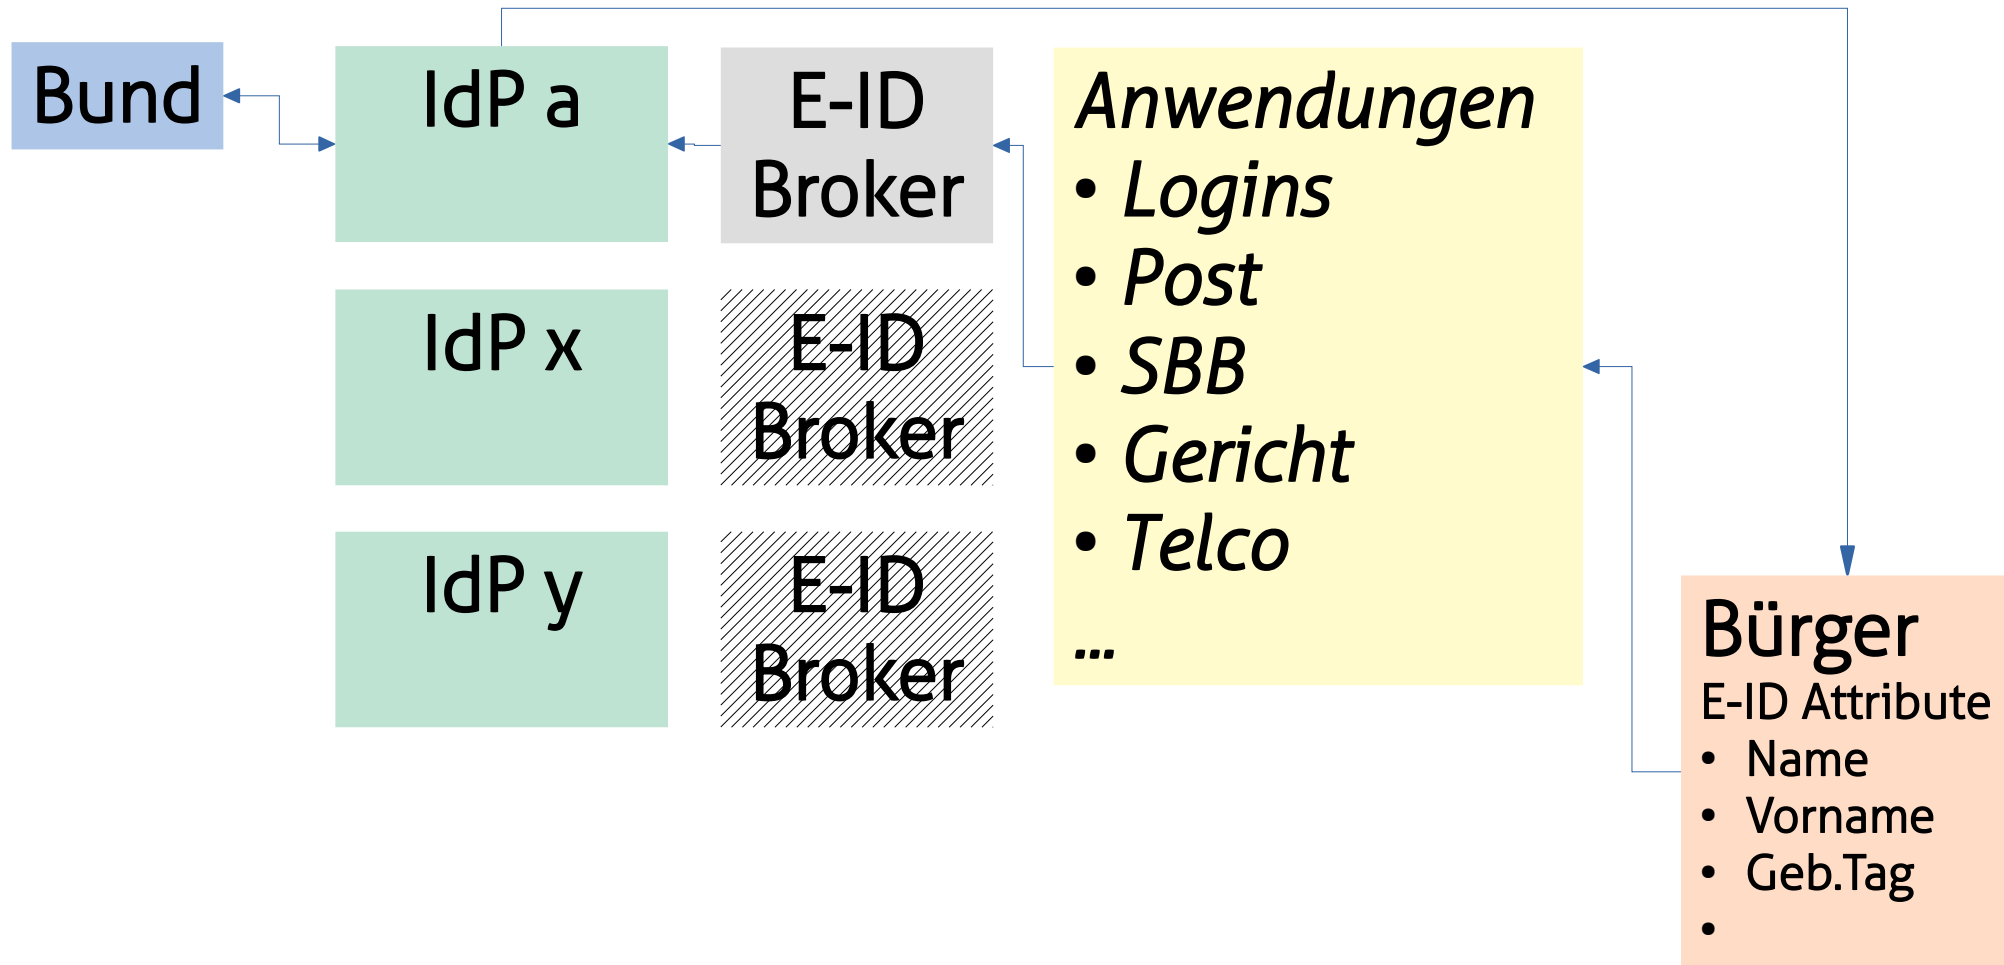 Bund
IdP a
E-ID
Broker
IdP x
E-ID
Broker
IdP y
E-ID
Broker
Anwendungen
• Logins
• Post
• SBB
• Gericht
• Telco
...
Bürger
E-ID Attribute
• Name
• Vorname
• Geb.Tag
•